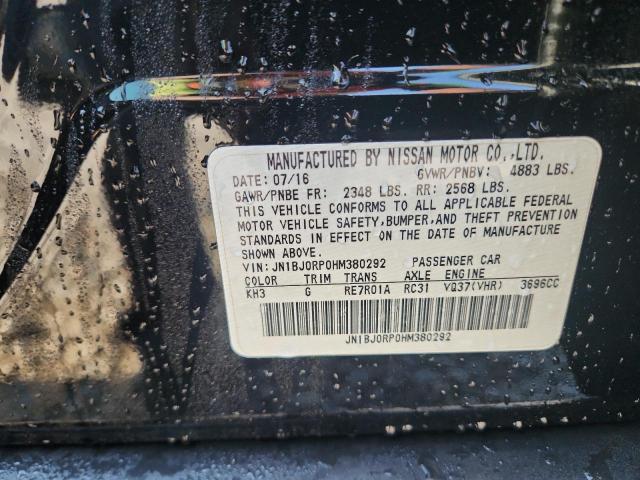 MANUFACTURED BY NISSAN MOTOR CO.,LTD.
DATE: 07/16 GVWR/PNBV: 4883 LBS.
GAWR/PNBE FR: 2348 LBS. RR: 2568 LBS.
THIS VEHICLE CONFORMS TO ALL APPLICABLE FEDERAL
MOTOR VEHICLE SAFETY, BUMPER, AND THEFT PREVENTION
STANDARDS IN EFFECT ON THE DATE OF MANUFACTURE
SHOWN ABOVE.
VIN: JN1BJ0RP0HM380292 PASSENGER CAR
COLOR TRIM TRANS AXLE ENGINE
KH3 G RE7R01A RC31 VQ37(VHR) 3696CC
JN1BJ0RP0HM380292